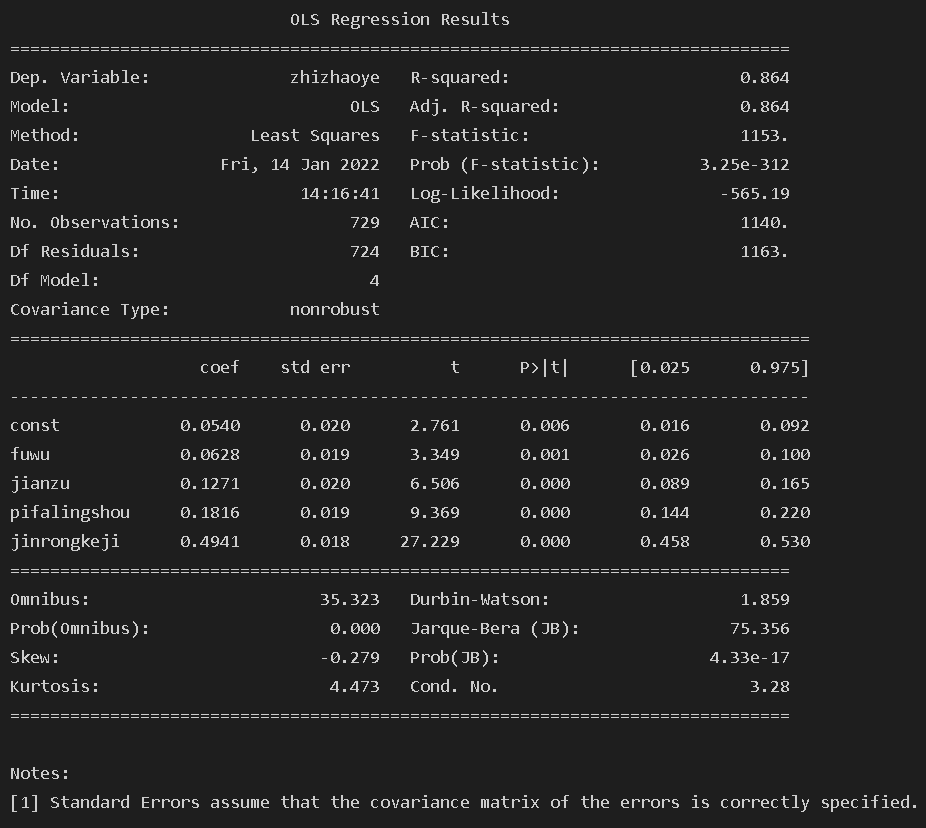 OLS Regression Results
==============================================================================
Dep. Variable:               zhizhaoye   R-squared:                       0.864
Model:                             OLS   Adj. R-squared:                  0.864
Method:                  Least Squares   F-statistic:                     1153.
Date:                 Fri, 14 Jan 2022   Prob (F-statistic):          3.25e-312
Time:                         14:16:41   Log-Likelihood:                -565.19
No. Observations:                  729   AIC:                             1140.
Df Residuals:                      724   BIC:                             1163.
Df Model:                            4
Covariance Type:             nonrobust
================================================================================
                   coef    std err          t      P>|t|      [0.025      0.975]
--------------------------------------------------------------------------------
const            0.0540      0.020      2.761      0.006       0.016       0.092
fuwu             0.0628      0.019      3.349      0.001       0.026       0.100
jianzu           0.1271      0.020      6.506      0.000       0.089       0.165
pifalingshou     0.1816      0.019      9.369      0.000       0.144       0.220
jinrongkeji      0.4941      0.018     27.229      0.000       0.458       0.530
==============================================================================
Omnibus:                       35.323   Durbin-Watson:                   1.859
Prob(Omnibus):                  0.000   Jarque-Bera (JB):               75.356
Skew:                          -0.279   Prob(JB):                     4.33e-17
Kurtosis:                       4.473   Cond. No.                         3.28
==============================================================================
Notes:
[1] Standard Errors assume that the covariance matrix of the errors is correctly specified.